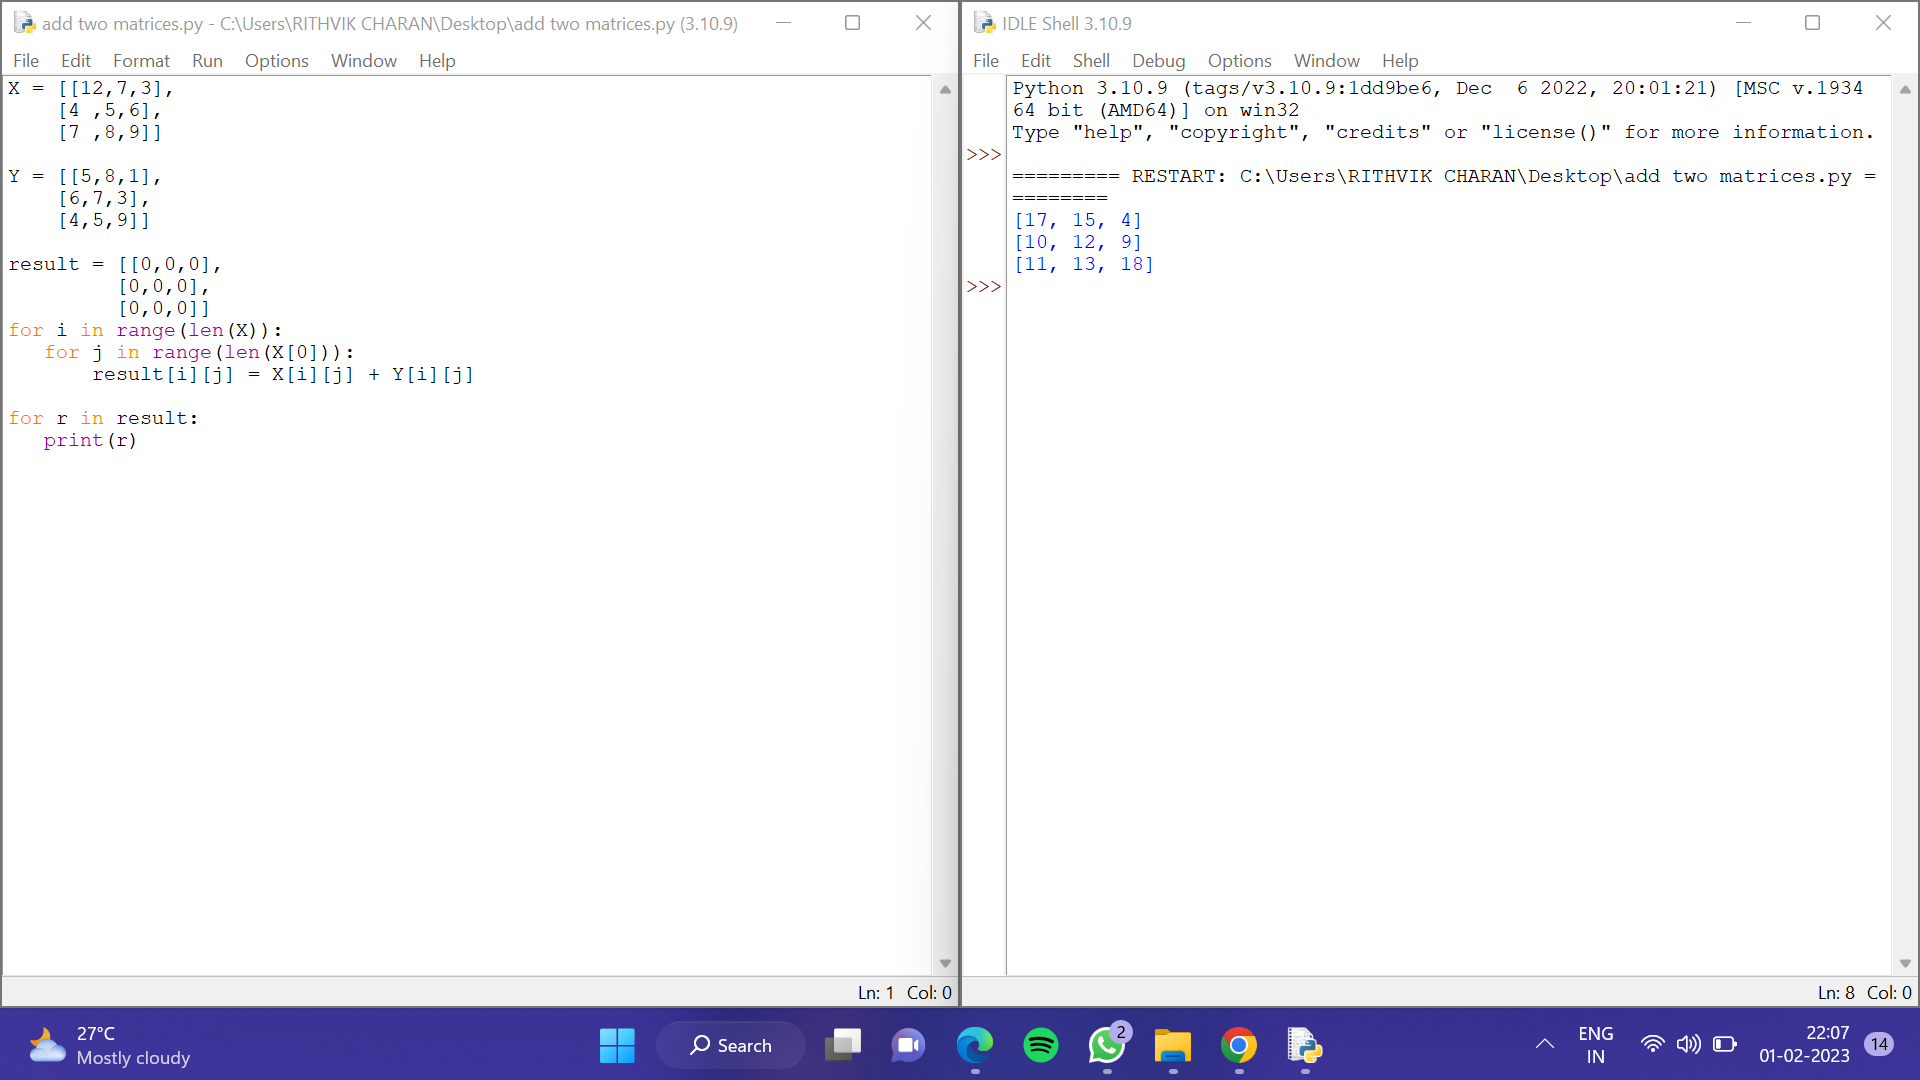 add two matrices.py - C:\Users\RITHVIK CHARAN\Desktop\add two matrices.py (3.10.9)
File Edit Format Run Options Window Help
X = [[12,7,3],
    [4 ,5,6],
    [7 ,8,9]]

Y = [[5,8,1],
    [6,7,3],
    [4,5,9]]

result = [[0,0,0],
         [0,0,0],
         [0,0,0]]
for i in range(len(X)):
   for j in range(len(X[0])):
       result[i][j] = X[i][j] + Y[i][j]

for r in result:
   print(r)
Ln: 1 Col: 0
IDLE Shell 3.10.9
File Edit Shell Debug Options Window Help
Python 3.10.9 (tags/v3.10.9:1dd9be6, Dec  6 2022, 20:01:21) [MSC v.1934
64 bit (AMD64)] on win32
Type "help", "copyright", "credits" or "license()" for more information.
>>>
========= RESTART: C:\Users\RITHVIK CHARAN\Desktop\add two matrices.py =
========
[17, 15, 4]
[10, 12, 9]
[11, 13, 18]
>>>
Ln: 8 Col: 0
27°C
Mostly cloudy
Search
2
ENG
IN
22:07
01-02-2023
14